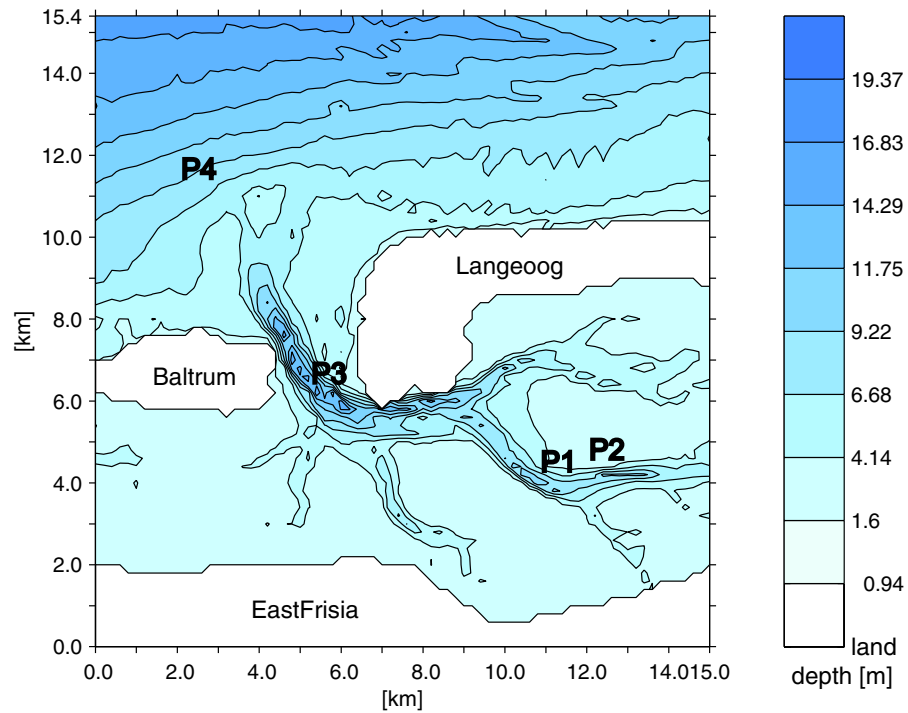 15.4
14.0
12.0
10.0
8.0
6.0
4.0
2.0
0.0
[km]
P4
Langeoog
Baltrum
P3
P1
P2
EastFrisia
0.0
2.0
4.0
6.0
8.0
10.0
12.0
14.015.0
[km]
19.37
16.83
14.29
11.75
9.22
6.68
4.14
1.6
0.94
land
depth [m]